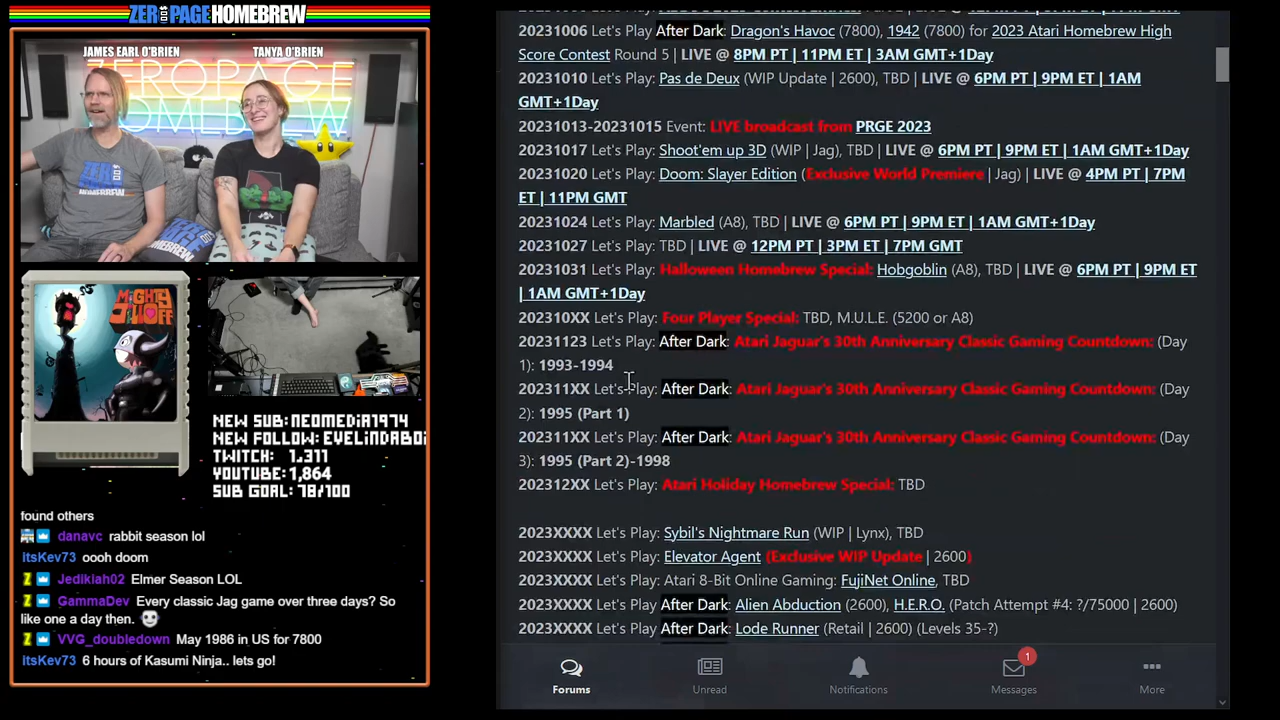 ZEROPAGE HOMEBREW
JAMES EARL O'BRIEN
TANYA O'BRIEN
ZEROPAGE
HOMEBREW
MIGHTY
JILL OFF
NEW SUB: NEOMEDIA1974
NEW FOLLOW: EVELINDABOI
TWITCH: 1,311
YOUTUBE: 1,864
SUB GOAL: 78/100
found others
danavc rabbit season lol
ItsKev73 oooh doom
Jedikiah02 Elmer Season LOL
GammaDev Every classic Jag game over three days? So
like one a day then.
VVG_doubledown May 1986 in US for 7800
ItsKev73 6 hours of Kasumi Ninja.. lets go!
20231006 Let's Play After Dark: Dragon's Havoc (7800), 1942 (7800) for 2023 Atari Homebrew High
Score Contest Round 5 | LIVE @ 8PM PT | 11PM ET | 3AM GMT+1Day
20231010 Let's Play: Pas de Deux (WIP Update | 2600), TBD | LIVE @ 6PM PT | 9PM ET | 1AM
GMT+1Day
20231013-20231015 Event: LIVE broadcast from PRGE 2023
20231017 Let's Play: Shoot'em up 3D (WIP | Jag), TBD | LIVE @ 6PM PT | 9PM ET | 1AM GMT+1Day
20231020 Let's Play: Doom: Slayer Edition (Exclusive World Premiere | Jag) | LIVE @ 4PM PT | 7PM
ET | 11PM GMT
20231024 Let's Play: Marbled (A8), TBD | LIVE @ 6PM PT | 9PM ET | 1AM GMT+1Day
20231027 Let's Play: TBD | LIVE @ 12PM PT | 3PM ET | 7PM GMT
20231031 Let's Play: Halloween Homebrew Special: Hobgoblin (A8), TBD | LIVE @ 6PM PT | 9PM ET
| 1AM GMT+1Day
202310XX Let's Play: Four Player Special: TBD, M.U.L.E. (5200 or A8)
20231123 Let's Play: After Dark: Atari Jaguar's 30th Anniversary Classic Gaming Countdown: (Day
1): 1993-1994
202311XX Let's Play: After Dark: Atari Jaguar's 30th Anniversary Classic Gaming Countdown: (Day
2): 1995 (Part 1)
202311XX Let's Play: After Dark: Atari Jaguar's 30th Anniversary Classic Gaming Countdown: (Day
3): 1995 (Part 2)-1998
202312XX Let's Play: Atari Holiday Homebrew Special: TBD
2023XXXX Let's Play: Sybil's Nightmare Run (WIP | Lynx), TBD
2023XXXX Let's Play: Elevator Agent (Exclusive WIP Update | 2600)
2023XXXX Let's Play: Atari 8-Bit Online Gaming: FujiNet Online, TBD
2023XXXX Let's Play After Dark: Alien Abduction (2600), H.E.R.O. (Patch Attempt #4: ?/75000 | 2600)
2023XXXX Let's Play After Dark: Lode Runner (Retail | 2600) (Levels 35-?)
1
Forums
Unread
Notifications
Messages
More